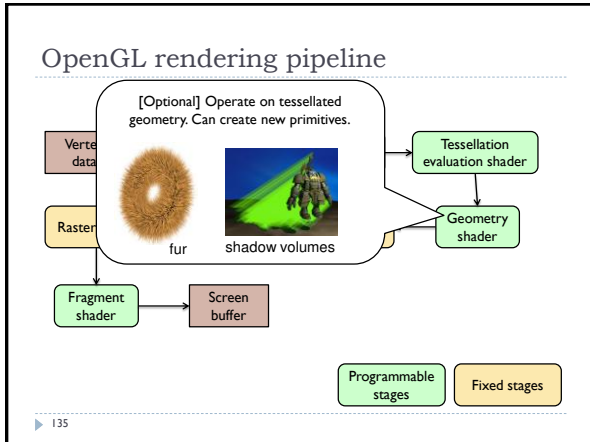 OpenGL rendering pipeline
[Optional] Operate on tessellated
geometry. Can create new primitives.
fur
shadow volumes
Verte
data
Tessellation
evaluation shader
Raster
Geometry
shader
Fragment
shader
Screen
buffer
Programmable
stages
Fixed stages
135